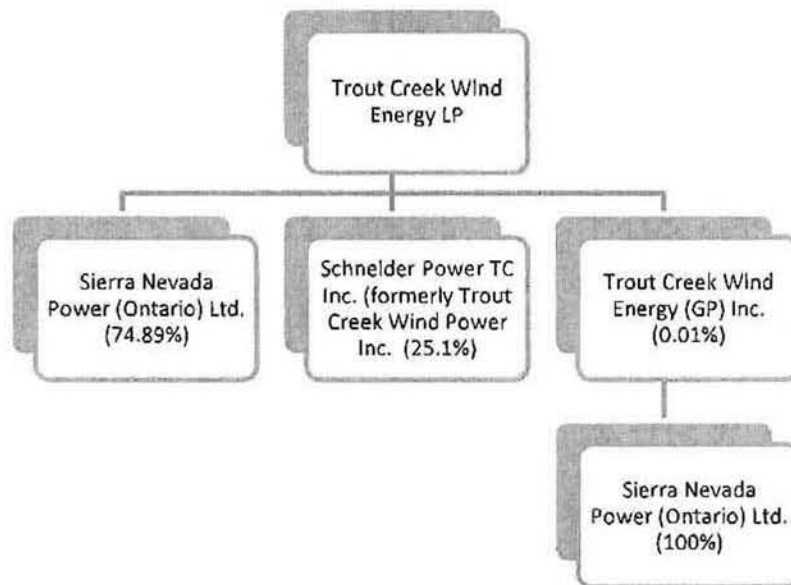 Trout Creek Wind
Energy LP
Sierra Nevada
Power (Ontario) Ltd.
(74.89%)
Schneider Power TC
Inc. (formerly Trout
Creek Wind Power
Inc. (25.1%)
Trout Creek Wind
Energy (GP) Inc.
(0.01%)
Sierra Nevada
Power (Ontario) Ltd.
(100%)